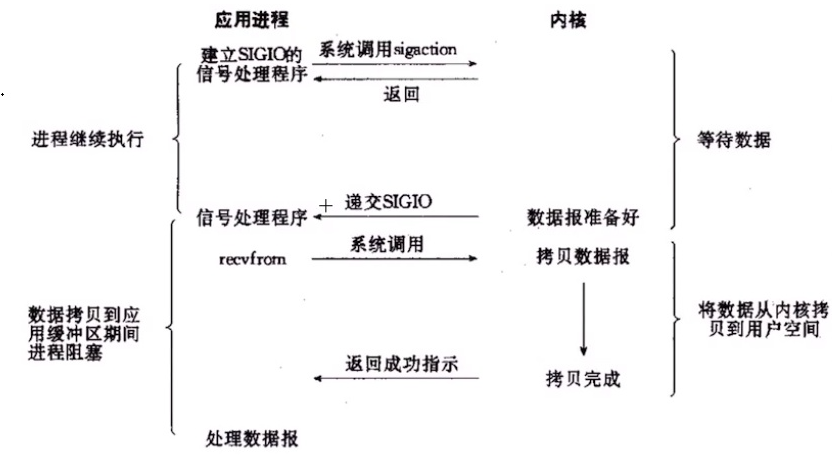 应用进程
内核
建立SIGIO的
信号处理程序
系统调用sigaction
返回
进程继续执行
等待数据
递交SIGIO
信号处理程序
数据报准备好
recvfrom
系统调用
拷贝数据报
数据拷贝到应
用缓冲区期间
进程阻塞
将数据从内核拷
贝到用户空间
返回成功指示
拷贝完成
处理数据报